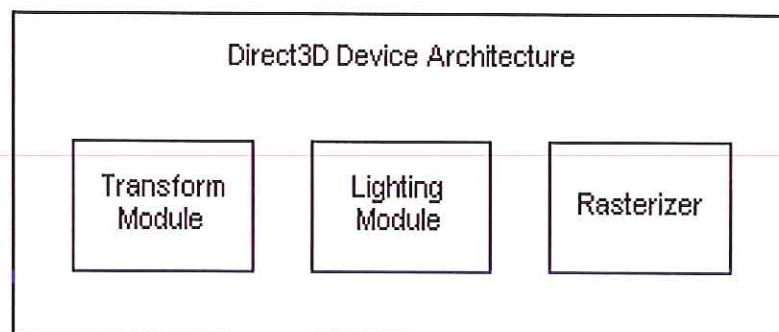 Direct3D Device Architecture
Transform
Module
Lighting
Module
Rasterizer